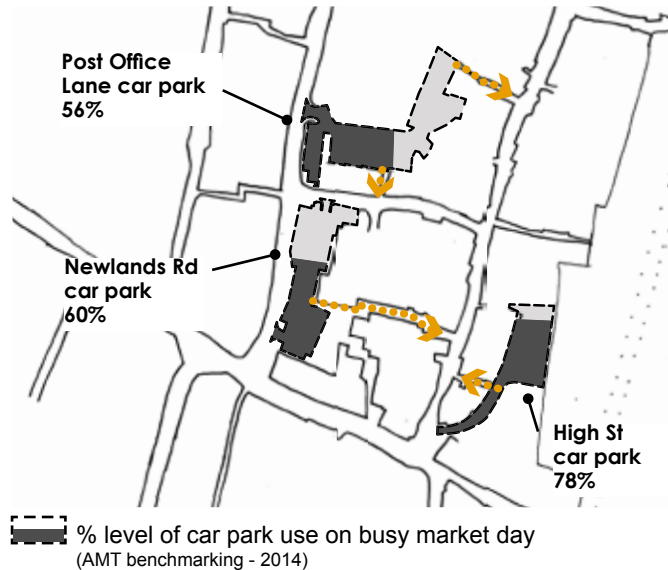 Post Office
Lane car park
56%
Newlands Rd
car park
60%
High St
car park
78%
% level of car park use on busy market day
(AMT benchmarking - 2014)